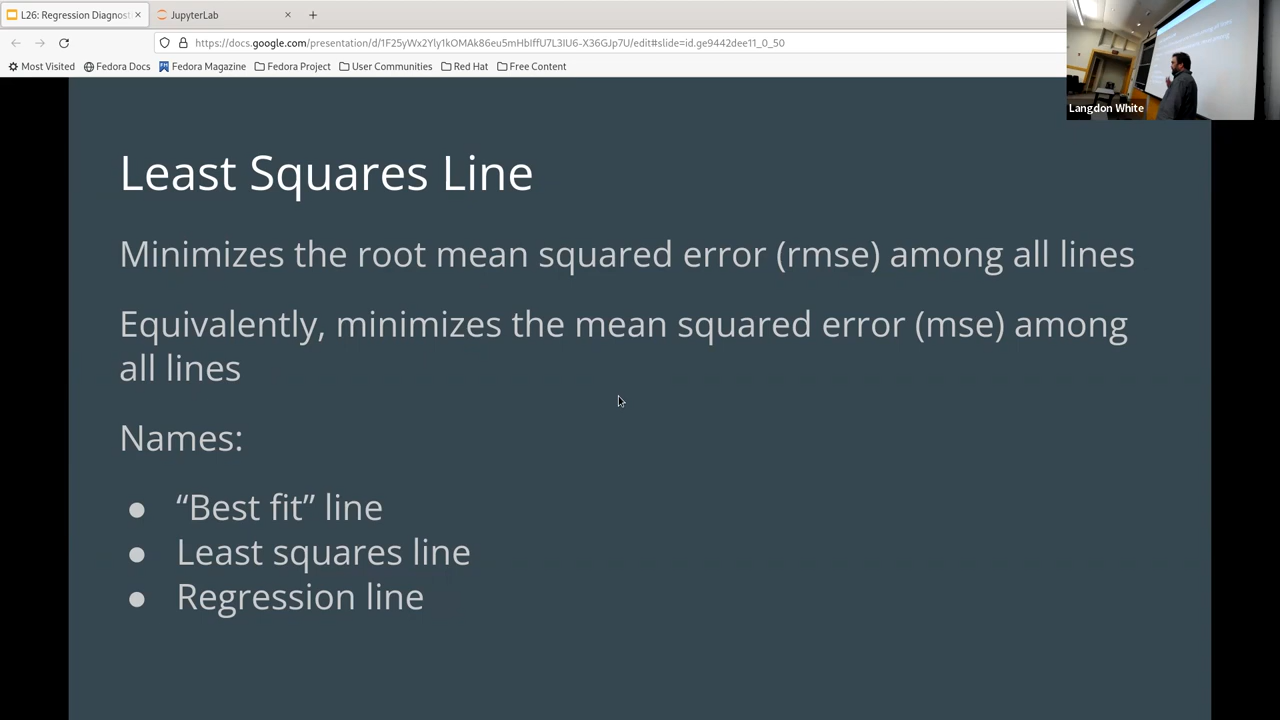 L26: Regression Diagnost
JupyterLab
https://docs.google.com/presentation/d/1F25yWx2Yly1kOMAk86eu5mHbIffU7L3IU6-X36GJp7U/edit#slide=id.ge9442dee11_0_50
Most Visited Fedora Docs Fedora Magazine Fedora Project User Communities Red Hat Free Content
Langdon White
Least Squares Line
Minimizes the root mean squared error (rmse) among all lines
Equivalently, minimizes the mean squared error (mse) among
all lines
Names:
● “Best fit” line
● Least squares line
● Regression line